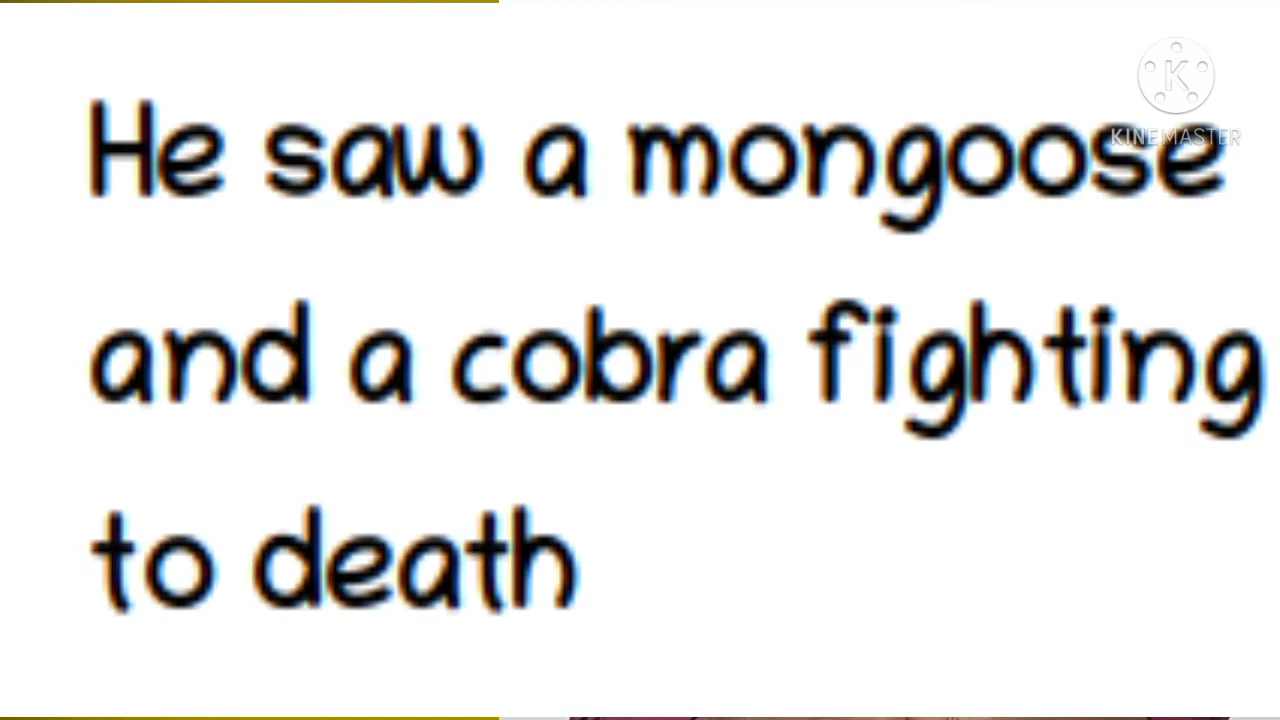 He saw a mongoose
and a cobra fighting
to death
K
KINEMASTER